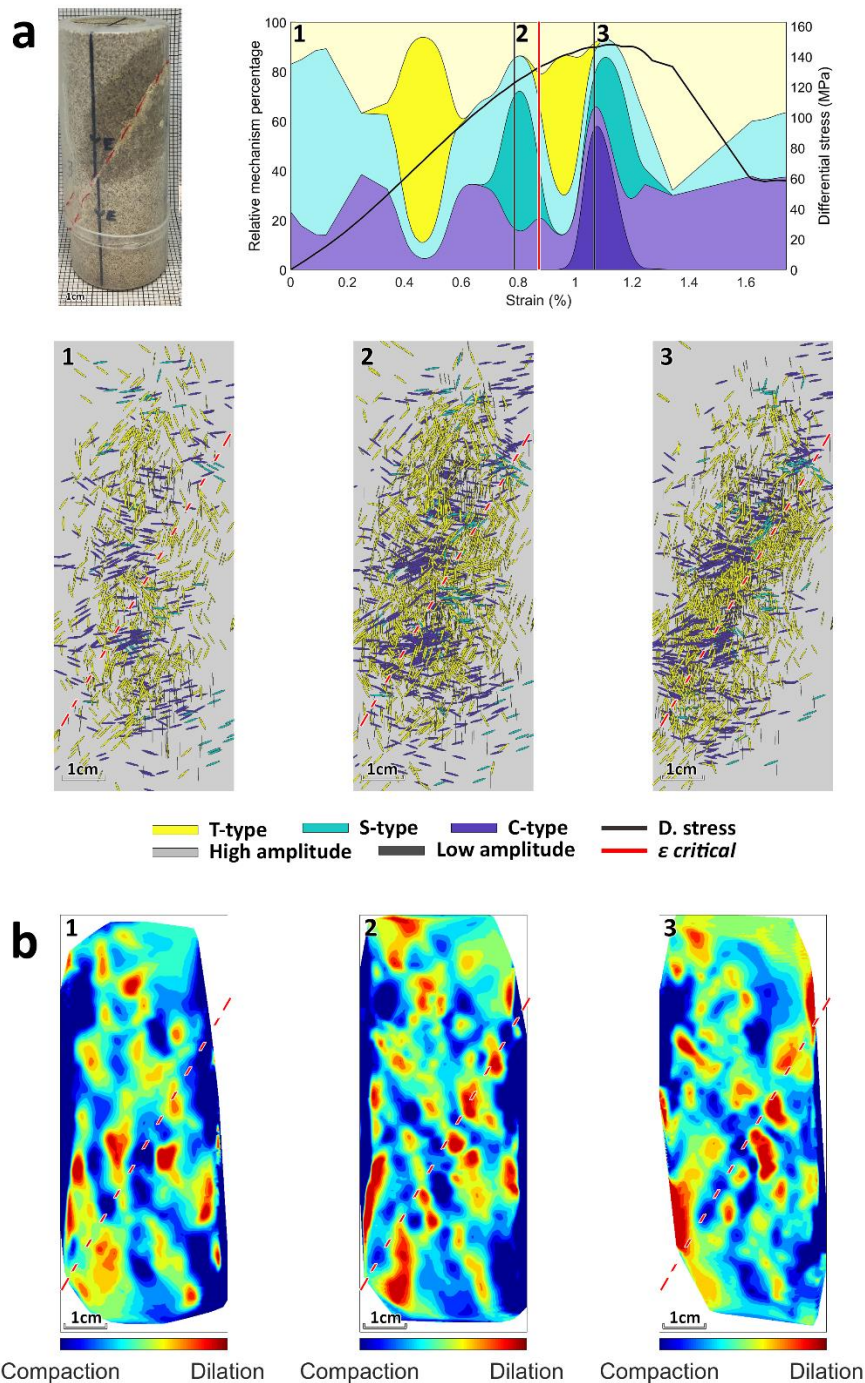 a
YE
YE
1cm
1 2 3
Relative mechanism percentage
100
80
60
40
20
0
0 0.2 0.4 0.6 0.8 1 1.2 1.4 1.6
Strain (%)
160
140
120
100
80
60
40
20
0
Differential stress (MPa)
1 2 3
1cm 1cm 1cm
T-type S-type C-type D. stress
High amplitude Low amplitude ε critical
b
1 2 3
1cm 1cm 1cm
Compaction Dilation Compaction Dilation Compaction Dilation